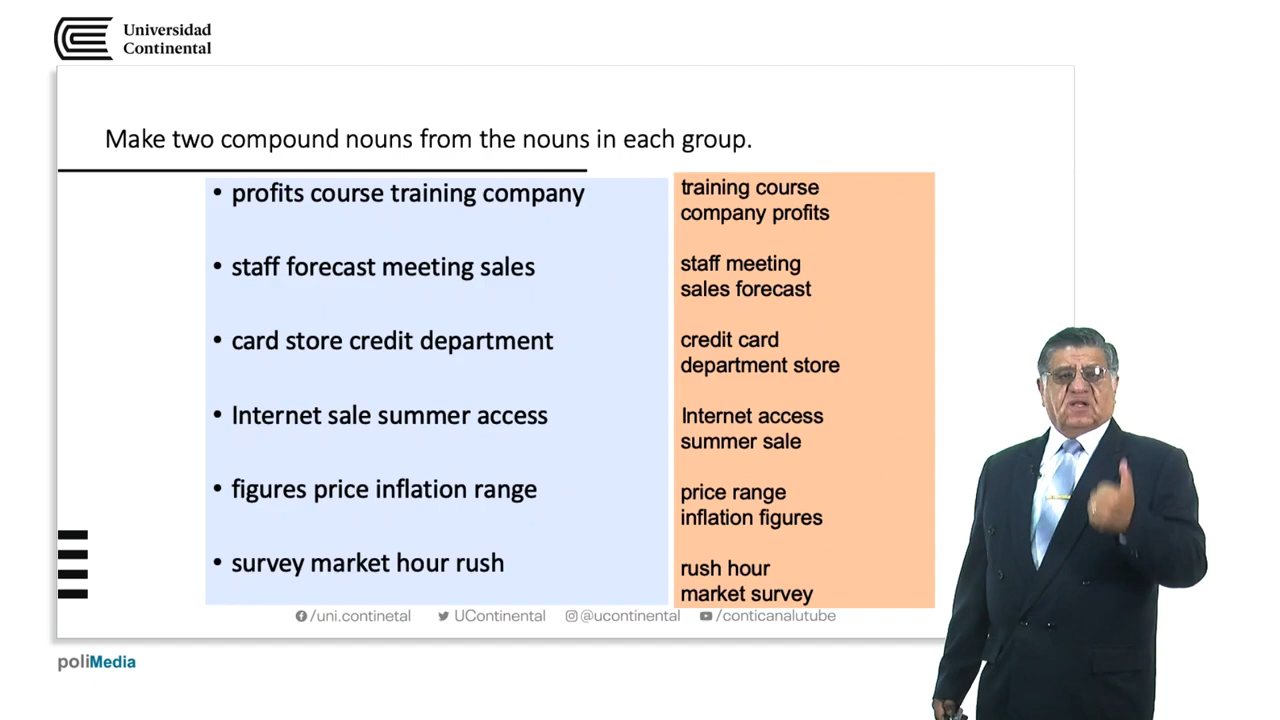 Universidad
Continental
Make two compound nouns from the nouns in each group.
• profits course training company
• staff forecast meeting sales
• card store credit department
• Internet sale summer access
• figures price inflation range
• survey market hour rush
training course
company profits
staff meeting
sales forecast
credit card
department store
Internet access
summer sale
price range
inflation figures
rush hour
market survey
/uni.continetal UContinental @ucontinental /conticanalutube
poliMedia